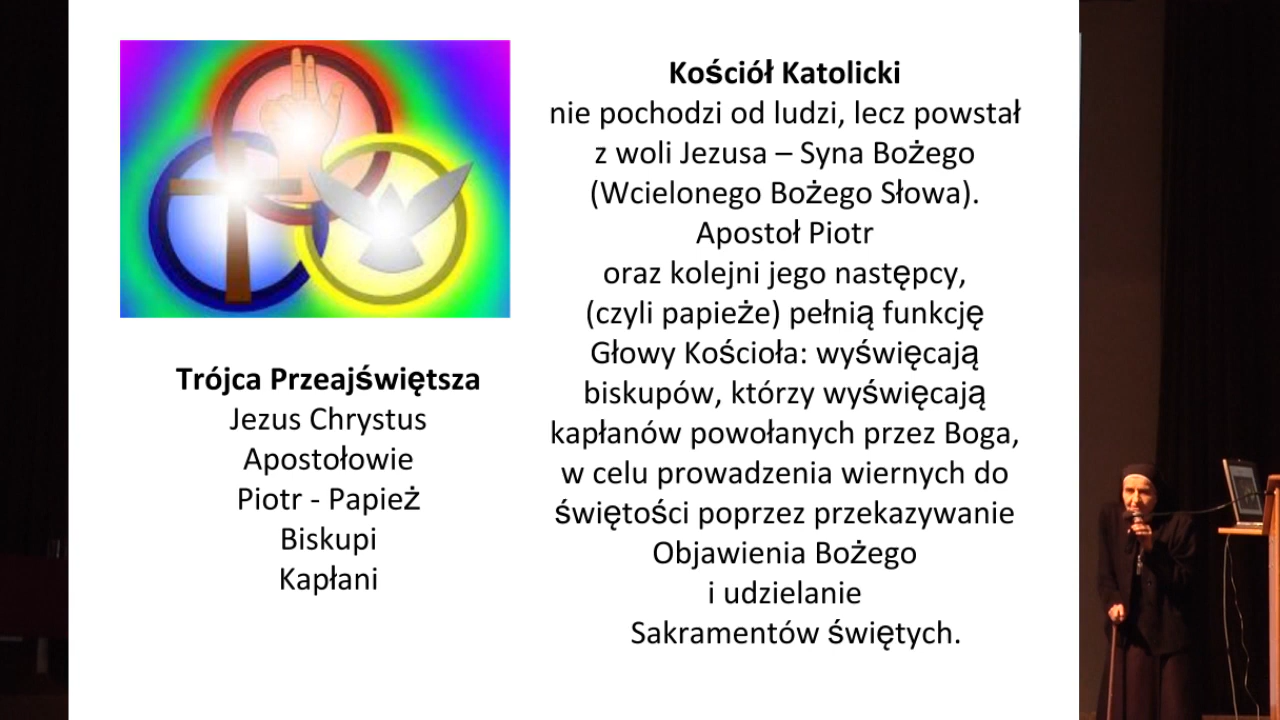 Trójca Przeajświętsza
Jezus Chrystus
Apostołowie
Piotr - Papież
Biskupi
Kapłani
Kościół Katolicki
nie pochodzi od ludzi, lecz powstał
z woli Jezusa – Syna Bożego
(Wcielonego Bożego Słowa).
Apostoł Piotr
oraz kolejni jego następcy,
(czyli papieże) pełnią funkcję
Głowy Kościoła: wyświęcają
biskupów, którzy wyświęcają
kapłanów powołanych przez Boga,
w celu prowadzenia wiernych do
świętości poprzez przekazywanie
Objawienia Bożego
i udzielanie
Sakramentów świętych.